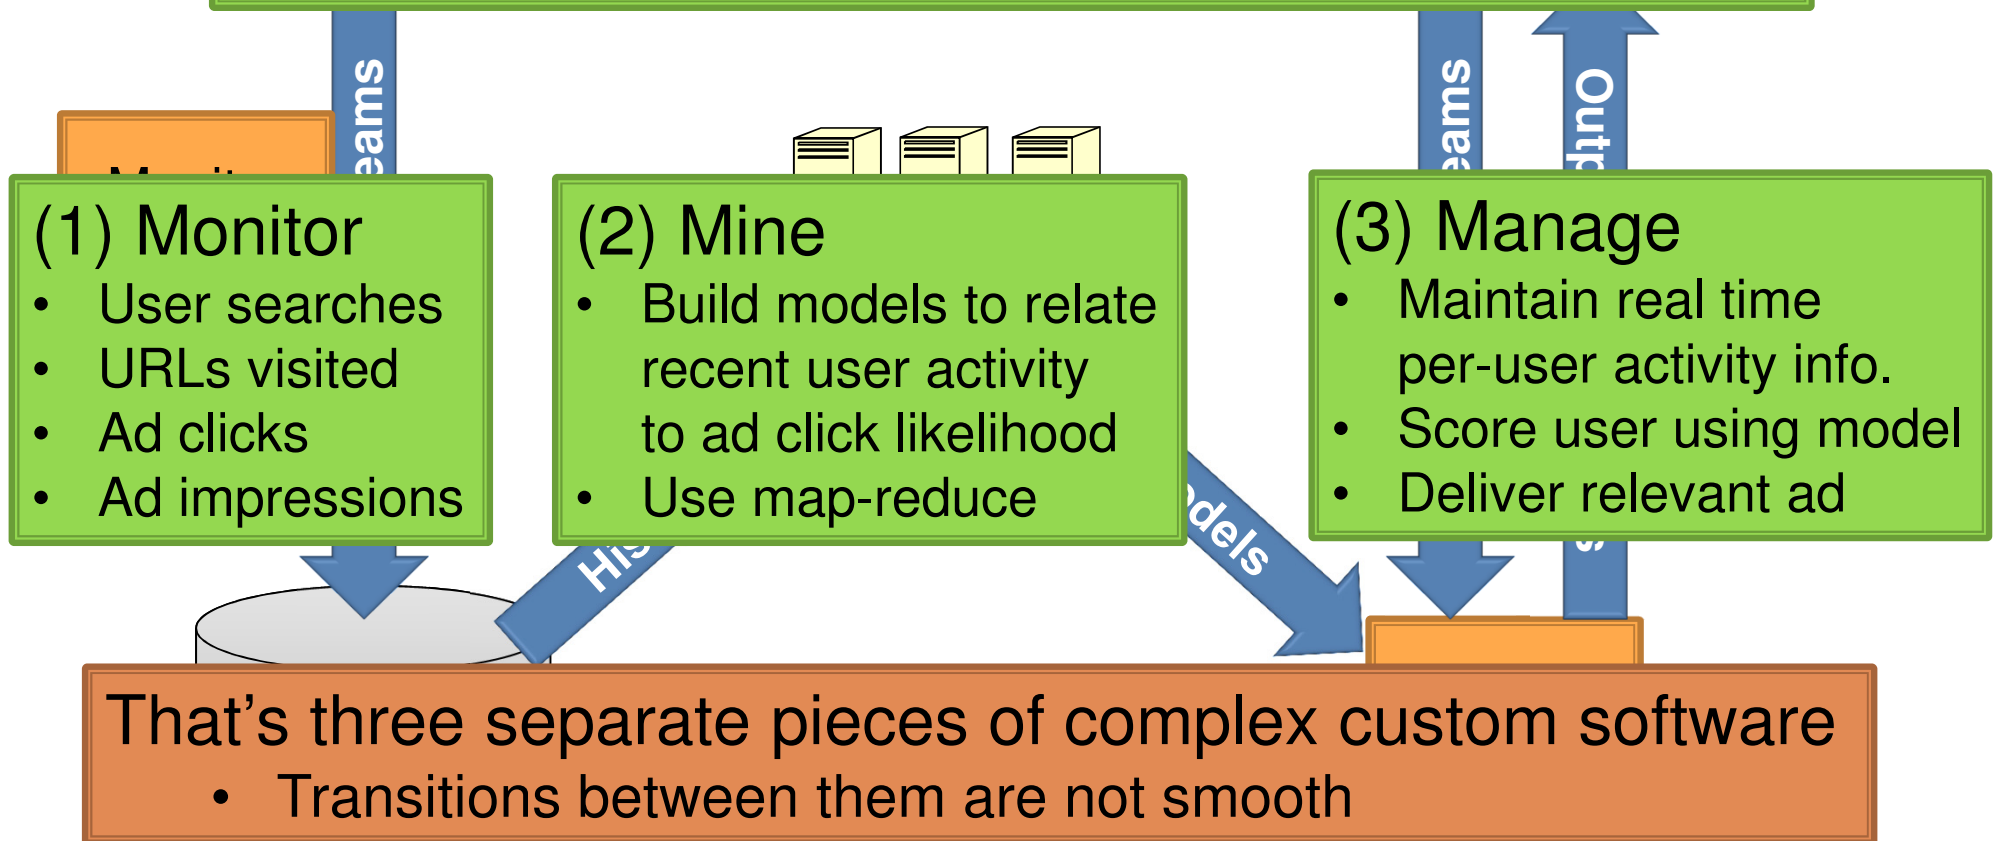 (1) Monitor
• User searches
• URLs visited
• Ad clicks
• Ad impressions
(2) Mine
• Build models to relate
recent user activity
to ad click likelihood
• Use map-reduce
(3) Manage
• Maintain real time
per-user activity info.
• Score user using model
• Deliver relevant ad
That's three separate pieces of complex custom software
• Transitions between them are not smooth